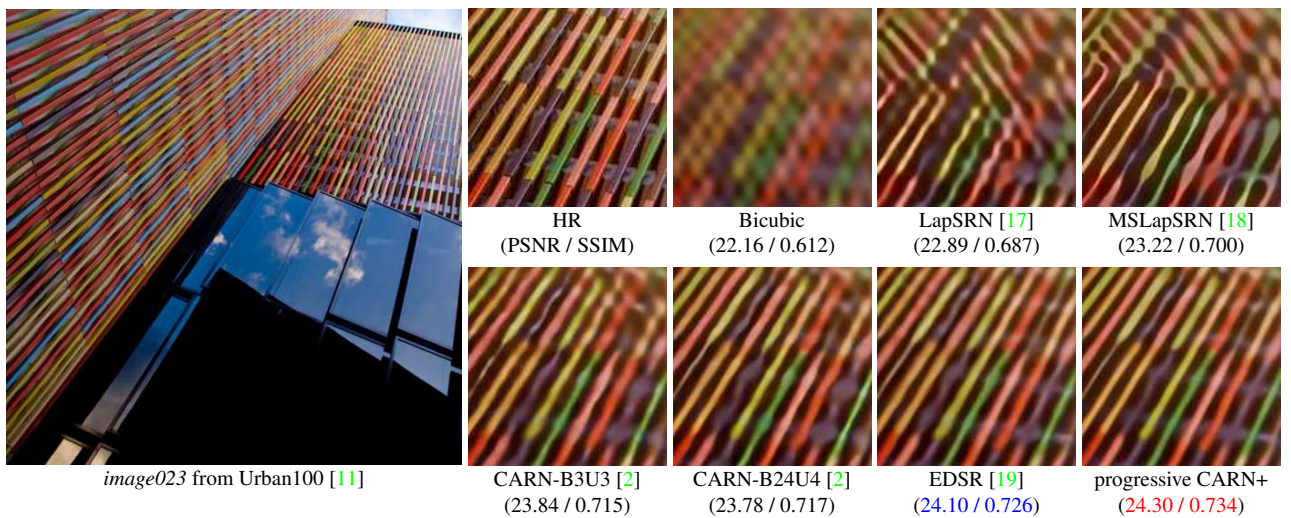 HR
(PSNR / SSIM)
Bicubic
(22.16 / 0.612)
LapSRN [17]
(22.89 / 0.687)
MSLapSRN [18]
(23.22 / 0.700)
image023 from Urban100 [11]
CARN-B3U3 [2]
(23.84 / 0.715)
CARN-B24U4 [2]
(23.78 / 0.717)
EDSR [19]
(24.10 / 0.726)
progressive CARN+
(24.30 / 0.734)